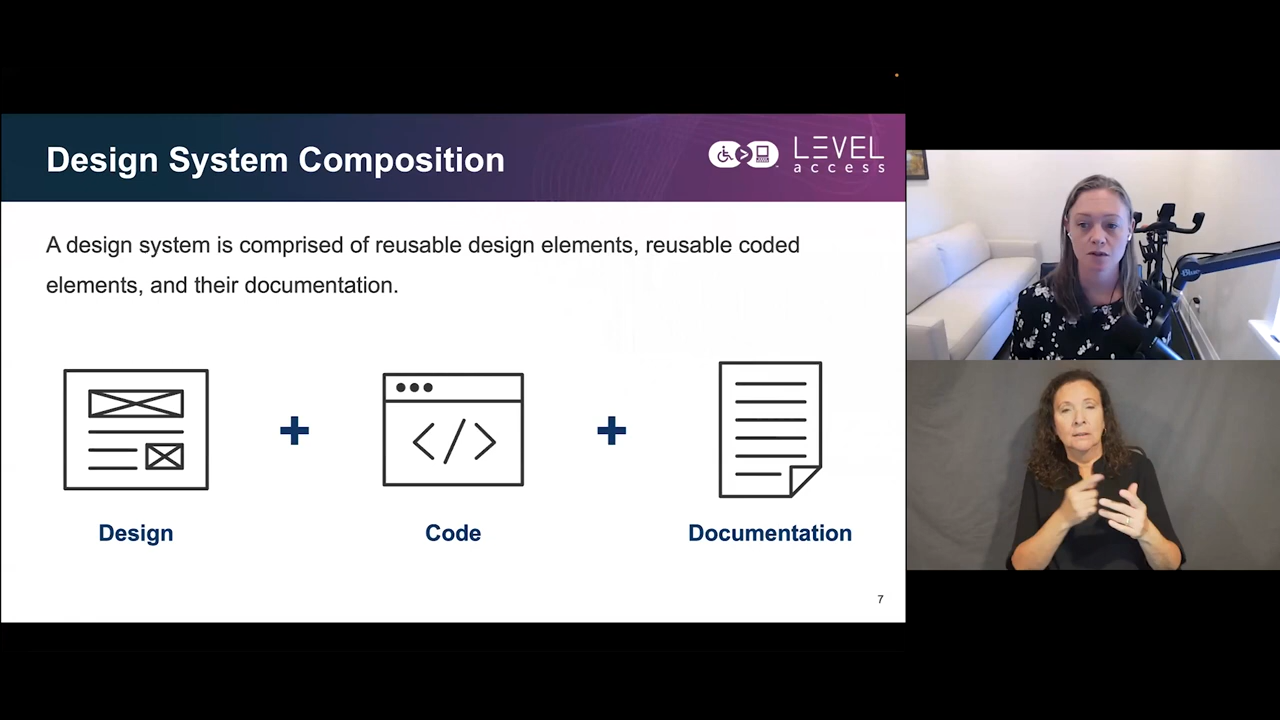 Design System Composition
LEVEL
access
A design system is comprised of reusable design elements, reusable coded
elements, and their documentation.
+ +
</>
Design Code Documentation
7